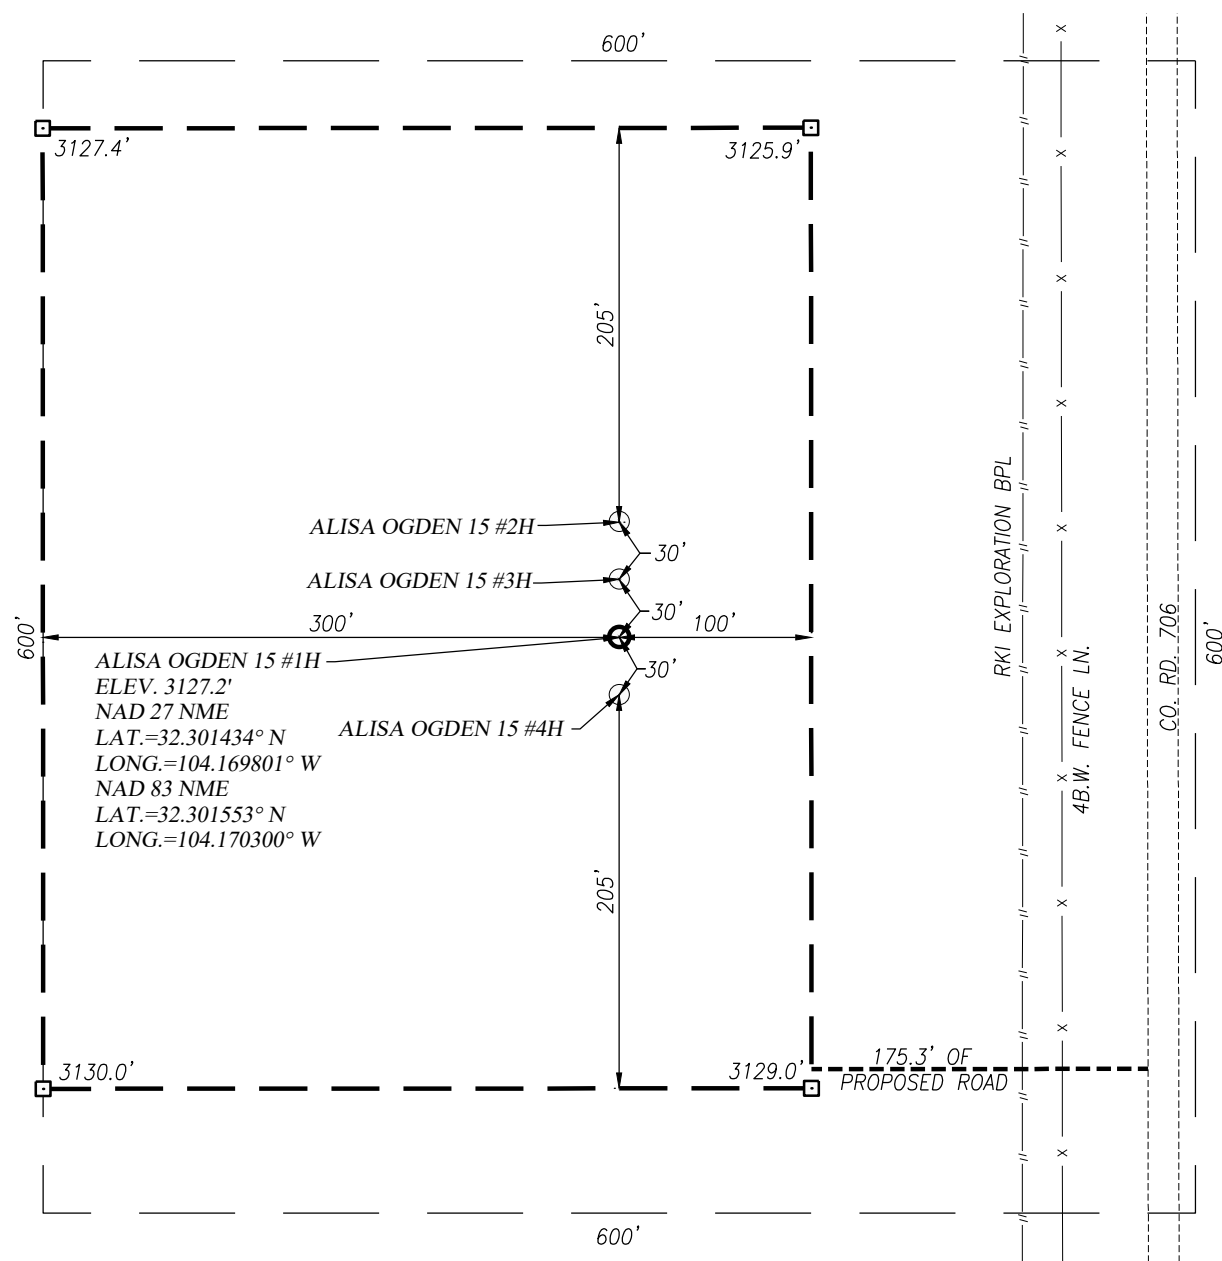 600'
3127.4'
3125.9'
205'
ALISA OGDEN 15 #2H
30'
ALISA OGDEN 15 #3H
30'
300'
100'
600'
ALISA OGDEN 15 #1H
ELEV. 3127.2'
NAD 27 NME
LAT.=32.301434° N
LONG.=104.169801° W
NAD 83 NME
LAT.=32.301553° N
LONG.=104.170300° W
30'
ALISA OGDEN 15 #4H
205'
RKI EXPLORATION BPL
4B.W. FENCE LN.
CO. RD. 706
600'
3130.0'
3129.0'
175.3' OF
PROPOSED ROAD
600'